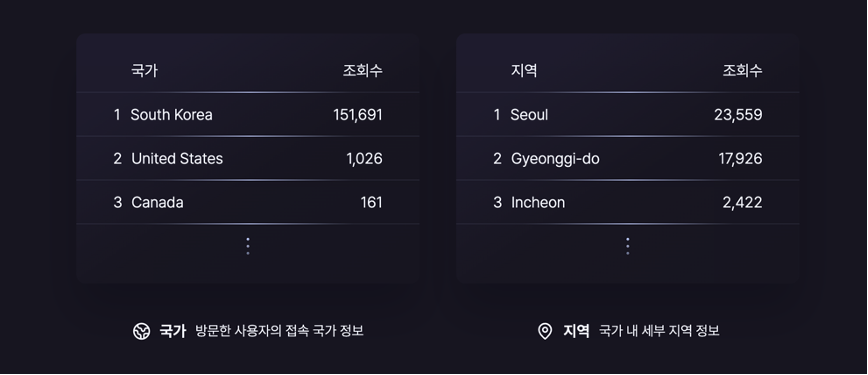 국가 조회수
1 South Korea 151,691
2 United States 1,026
3 Canada 161
국가 방문한 사용자의 접속 국가 정보
지역 조회수
1 Seoul 23,559
2 Gyeonggi-do 17,926
3 Incheon 2,422
지역 국가 내 세부 지역 정보